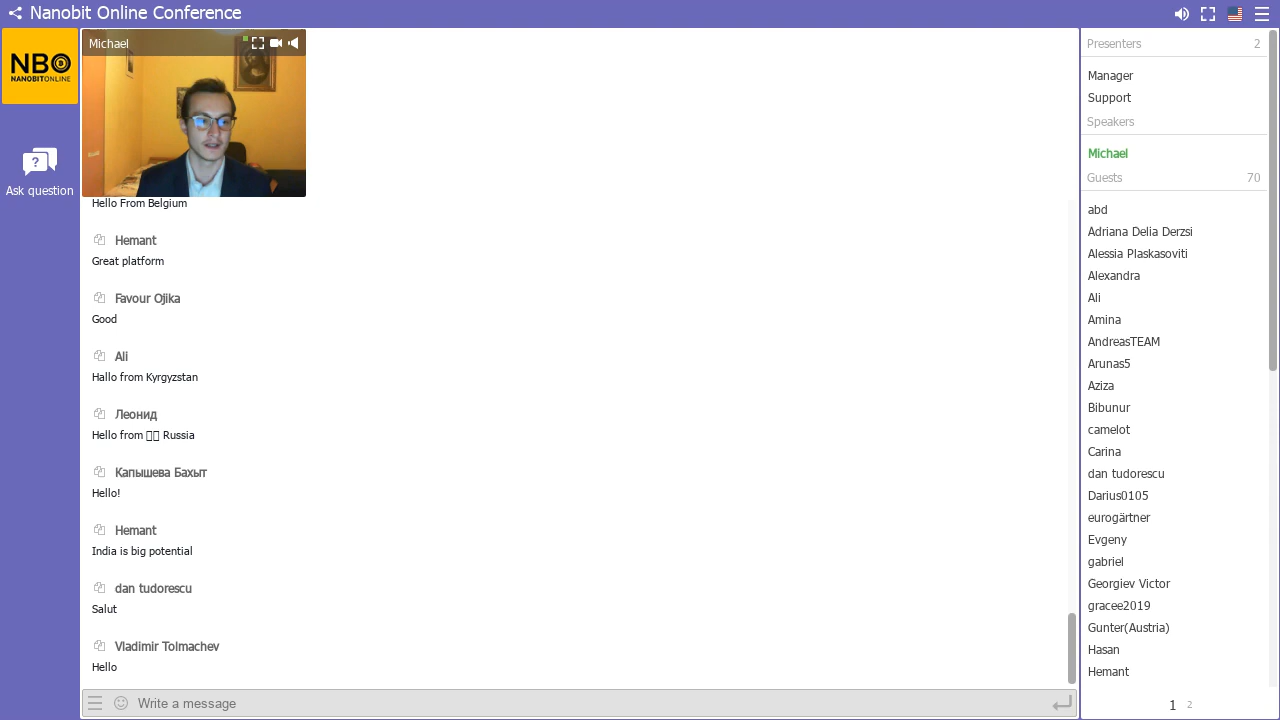 Nanobit Online Conference
NBO
NANOBITONLINE
Ask question
Michael
Hello From Belgium
Hemant
Great platform
Favour Ojika
Good
Ali
Hallo from Kyrgyzstan
Леонид
Hello from Russia
Капышева Бахыт
Hello!
Hemant
India is big potential
dan tudorescu
Salut
Vladimir Tolmachev
Hello
Write a message
Presenters 2
Manager
Support
Speakers
Michael
Guests 70
abd
Adriana Delia Derzsi
Alessia Plaskasoviti
Alexandra
Ali
Amina
AndreasTEAM
Arunas5
Aziza
Bibunur
camelot
Carina
dan tudorescu
Darius0105
eurogärtner
Evgeny
gabriel
Georgiev Victor
gracee2019
Gunter(Austria)
Hasan
Hemant
1 2